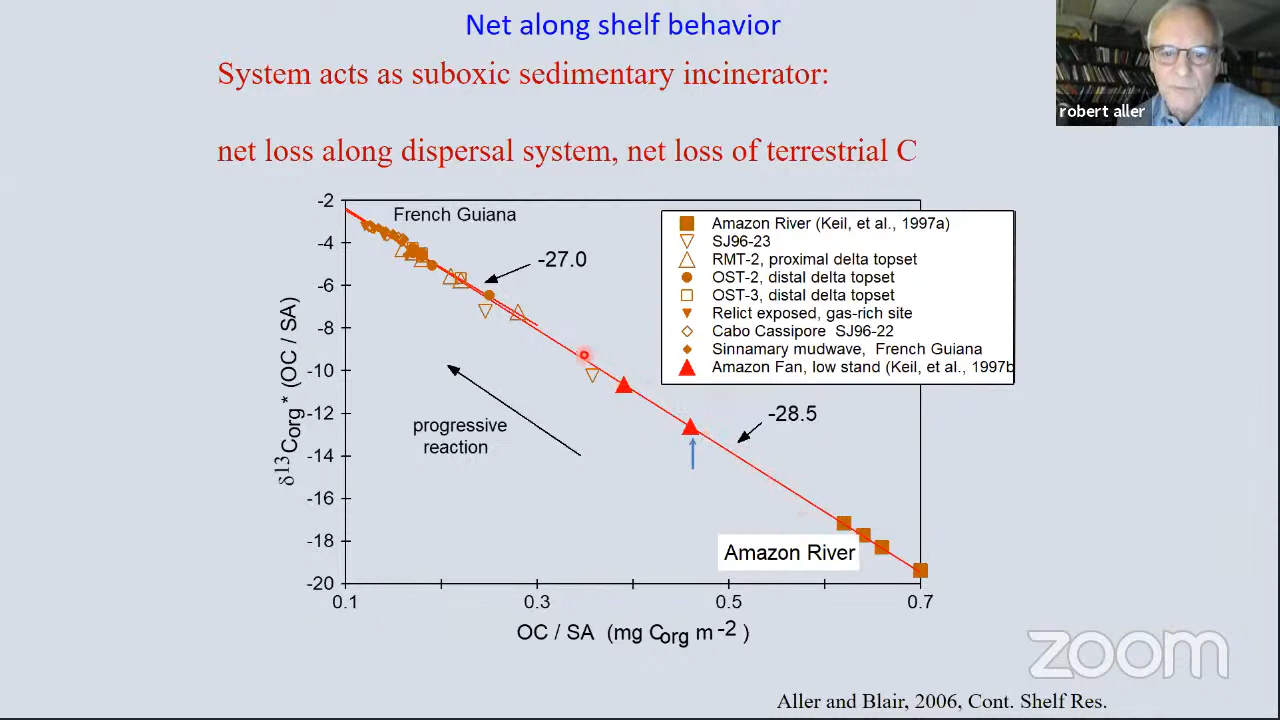 Net along shelf behavior
System acts as suboxic sedimentary incinerator:
net loss along dispersal system, net loss of terrestrial C
robert aller
-2
-4
-6
-8
-10
-12
-14
-16
-18
-20
δ13Corg * (OC / SA)
French Guiana
-27.0
progressive
reaction
-28.5
Amazon River
Amazon River (Keil, et al., 1997a)
SJ96-23
RMT-2, proximal delta topset
OST-2, distal delta topset
OST-3, distal delta topset
Relict exposed, gas-rich site
Cabo Cassipore SJ96-22
Sinnamary mudwave, French Guiana
Amazon Fan, low stand (Keil, et al., 1997b
0.1 0.3 0.5 0.7
OC / SA (mg Corg m-2 )
zoom
Aller and Blair, 2006, Cont. Shelf Res.